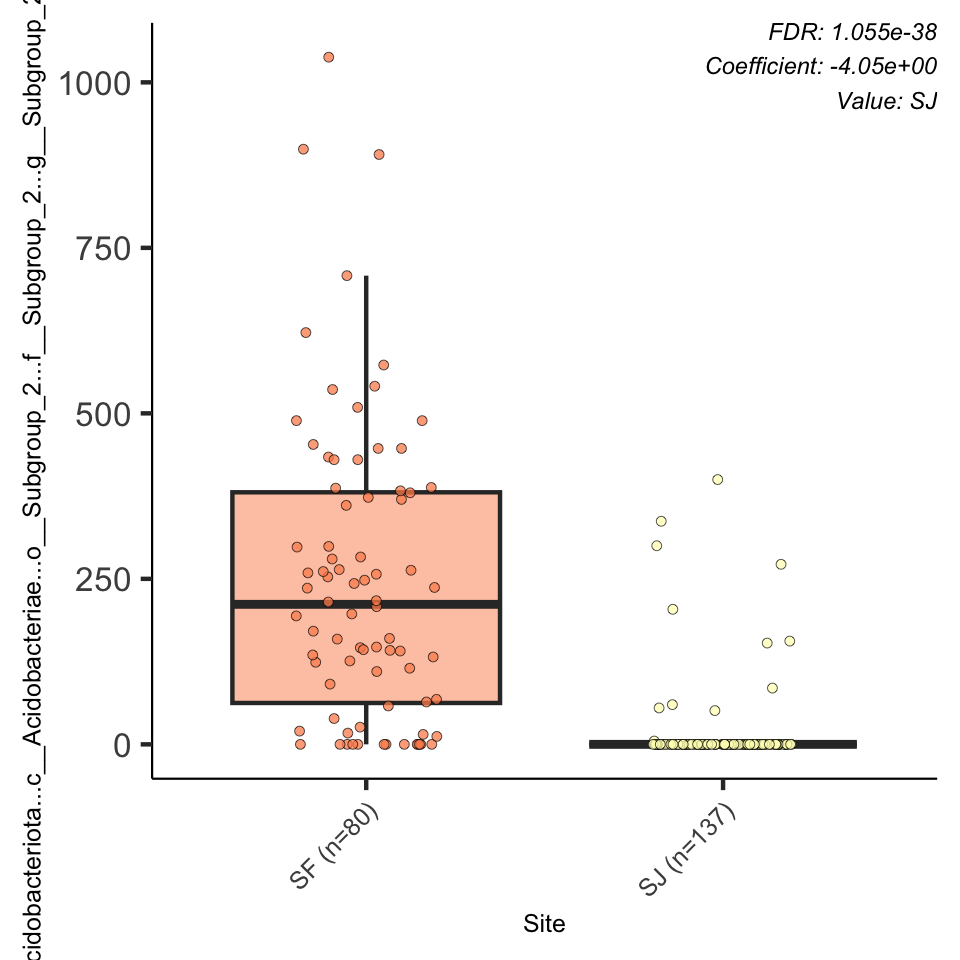 FDR: 1.055e-38
Coefficient: -4.05e+00
Value: SJ
cidobacteriota...c__Acidobacteriae...o__Subgroup_2...f__Subgroup_2...g__Subgroup_2
1000
750
500
250
0
SF (n=80)
SJ (n=137)
Site